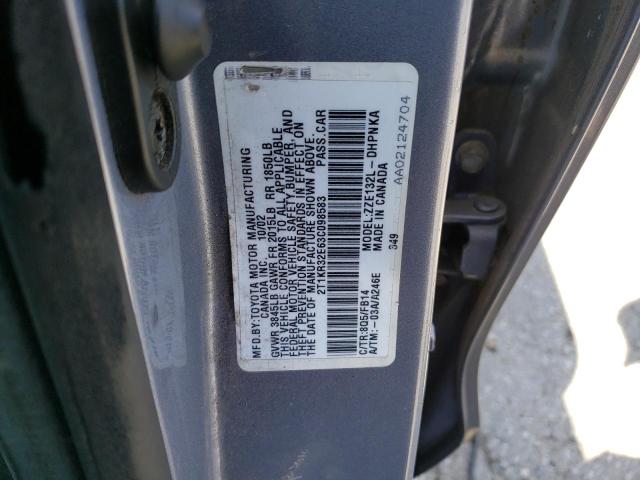 MFD.BY:TOYOTA MOTOR MANUFACTURING
CANADA INC. 10/02
GVWR 3845LB GAWR FR 2015LB RR 1850LB
THIS VEHICLE CONFORMS TO ALL APPLICABLE
FEDERAL MOTOR VEHICLE SAFETY, BUMPER, AND
THEFT PREVENTION STANDARDS IN EFFECT ON
THE DATE OF MANUFACTURE SHOWN ABOVE.
2T1KR32E63C098583 PASS.CAR
C/TR:8Q5/FB14 MODEL:ZZE132L-DHPNKA
A/TM:-03A/A246E MADE IN CANADA
349 AA02124704